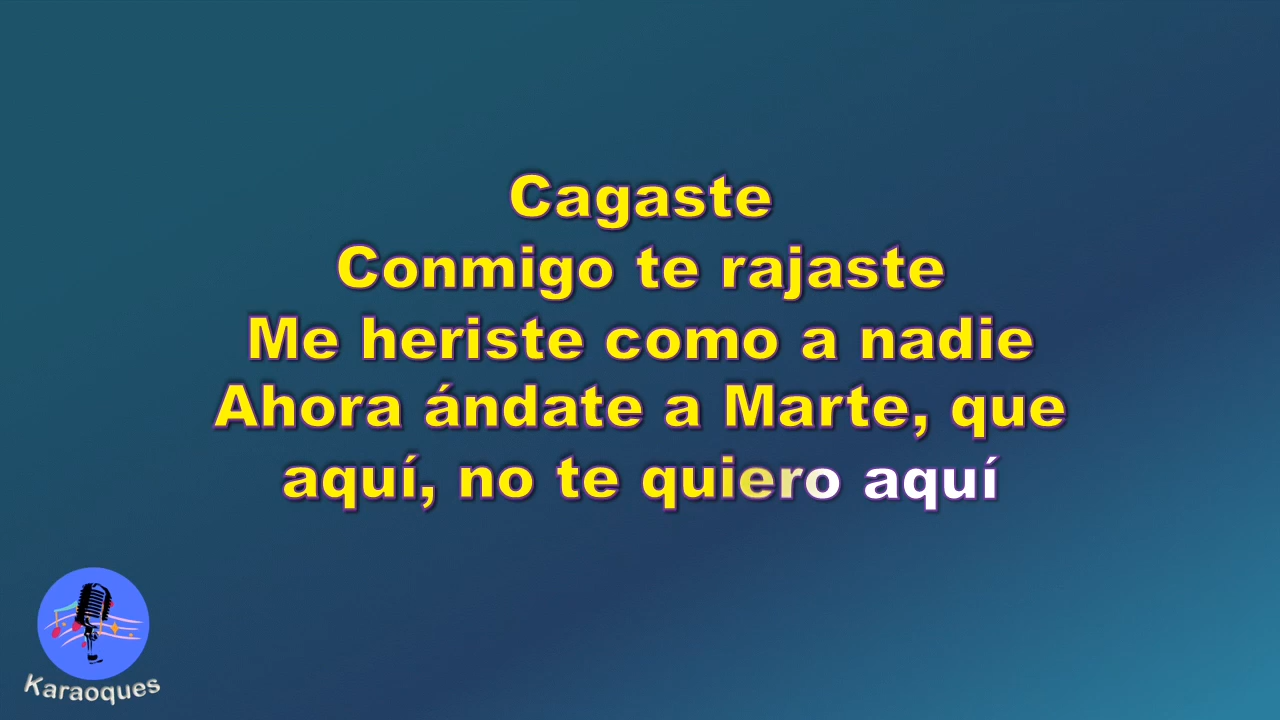 Cagaste
Conmigo te rajaste
Me heriste como a nadie
Ahora ándate a Marte, que
aquí, no te quiero aquí
Karaoques